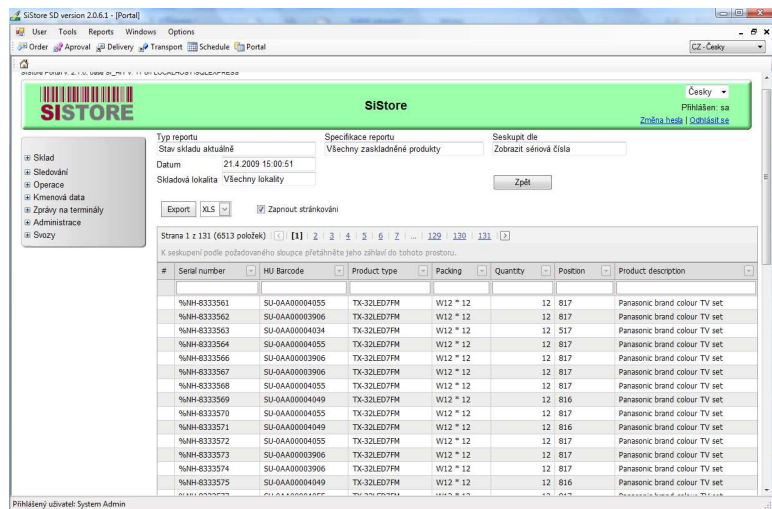 SiStore SD version 2.0.6.1 - [Portal]
User Tools Reports Windows Options
Order Aproval Delivery Transport Schedule Portal CZ - Česky
SISTORE
SiStore
Česky
Přihlášen: sa
Změna hesla | Odhlásit se
Sklad
Sledování
Operace
Kmenová data
Zprávy na terminály
Administrace
Svozy
Typ reportu Specifikace reportu Seskupit dle
Stav skladu aktuálně Všechny zaskladněné produkty Zobrazit sériová čísla
Datum 21.4.2009 15:00:51
Skladová lokalita Všechny lokality
Zpět
Export XLS Zapnout stránkování
Strana 1 z 131 (6513 položek) [1] 2 3 4 5 6 7 ... 129 130 131
K seskupení podle požadovaného sloupce přetáhněte jeho záhlaví do tohoto prostoru.
# Serial number HU Barcode Product type Packing Quantity Position Product description
%NH-8333561 SU-0AA00004055 TX-32LED7FM W12 * 12 12 817 Panasonic brand colour TV set
%NH-8333562 SU-0AA00003906 TX-32LED7FM W12 * 12 12 817 Panasonic brand colour TV set
%NH-8333563 SU-0AA00004034 TX-32LED7FM W12 * 12 12 517 Panasonic brand colour TV set
%NH-8333564 SU-0AA00004055 TX-32LED7FM W12 * 12 12 817 Panasonic brand colour TV set
%NH-8333566 SU-0AA00003906 TX-32LED7FM W12 * 12 12 817 Panasonic brand colour TV set
%NH-8333567 SU-0AA00003906 TX-32LED7FM W12 * 12 12 817 Panasonic brand colour TV set
%NH-8333568 SU-0AA00004055 TX-32LED7FM W12 * 12 12 817 Panasonic brand colour TV set
%NH-8333569 SU-0AA00004049 TX-32LED7FM W12 * 12 12 816 Panasonic brand colour TV set
%NH-8333570 SU-0AA00004055 TX-32LED7FM W12 * 12 12 817 Panasonic brand colour TV set
%NH-8333571 SU-0AA00004049 TX-32LED7FM W12 * 12 12 816 Panasonic brand colour TV set
%NH-8333572 SU-0AA00004055 TX-32LED7FM W12 * 12 12 817 Panasonic brand colour TV set
%NH-8333573 SU-0AA00003906 TX-32LED7FM W12 * 12 12 817 Panasonic brand colour TV set
%NH-8333574 SU-0AA00003906 TX-32LED7FM W12 * 12 12 817 Panasonic brand colour TV set
%NH-8333575 SU-0AA00004049 TX-32LED7FM W12 * 12 12 816 Panasonic brand colour TV set
Přihlášený uživatel: System Admin